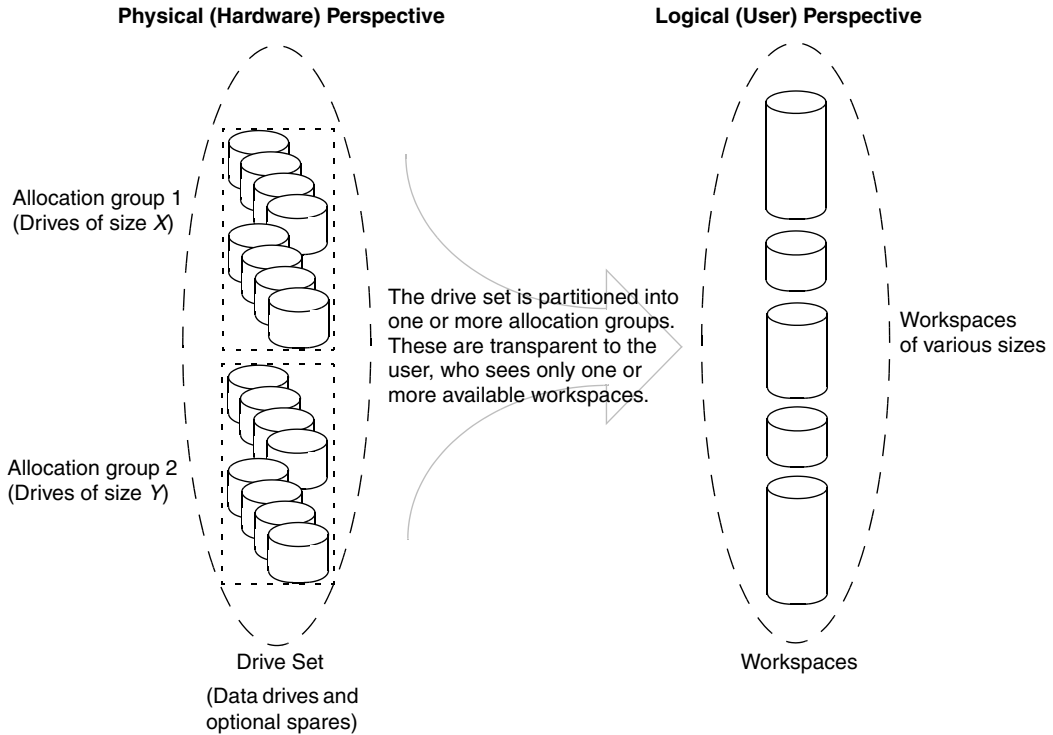 Physical (Hardware) Perspective
Logical (User) Perspective
Allocation group 1
(Drives of size X)
The drive set is partitioned into
one or more allocation groups.
These are transparent to the
user, who sees only one or
more available workspaces.
Workspaces
of various sizes
Allocation group 2
(Drives of size Y)
Drive Set
(Data drives and
optional spares)
Workspaces